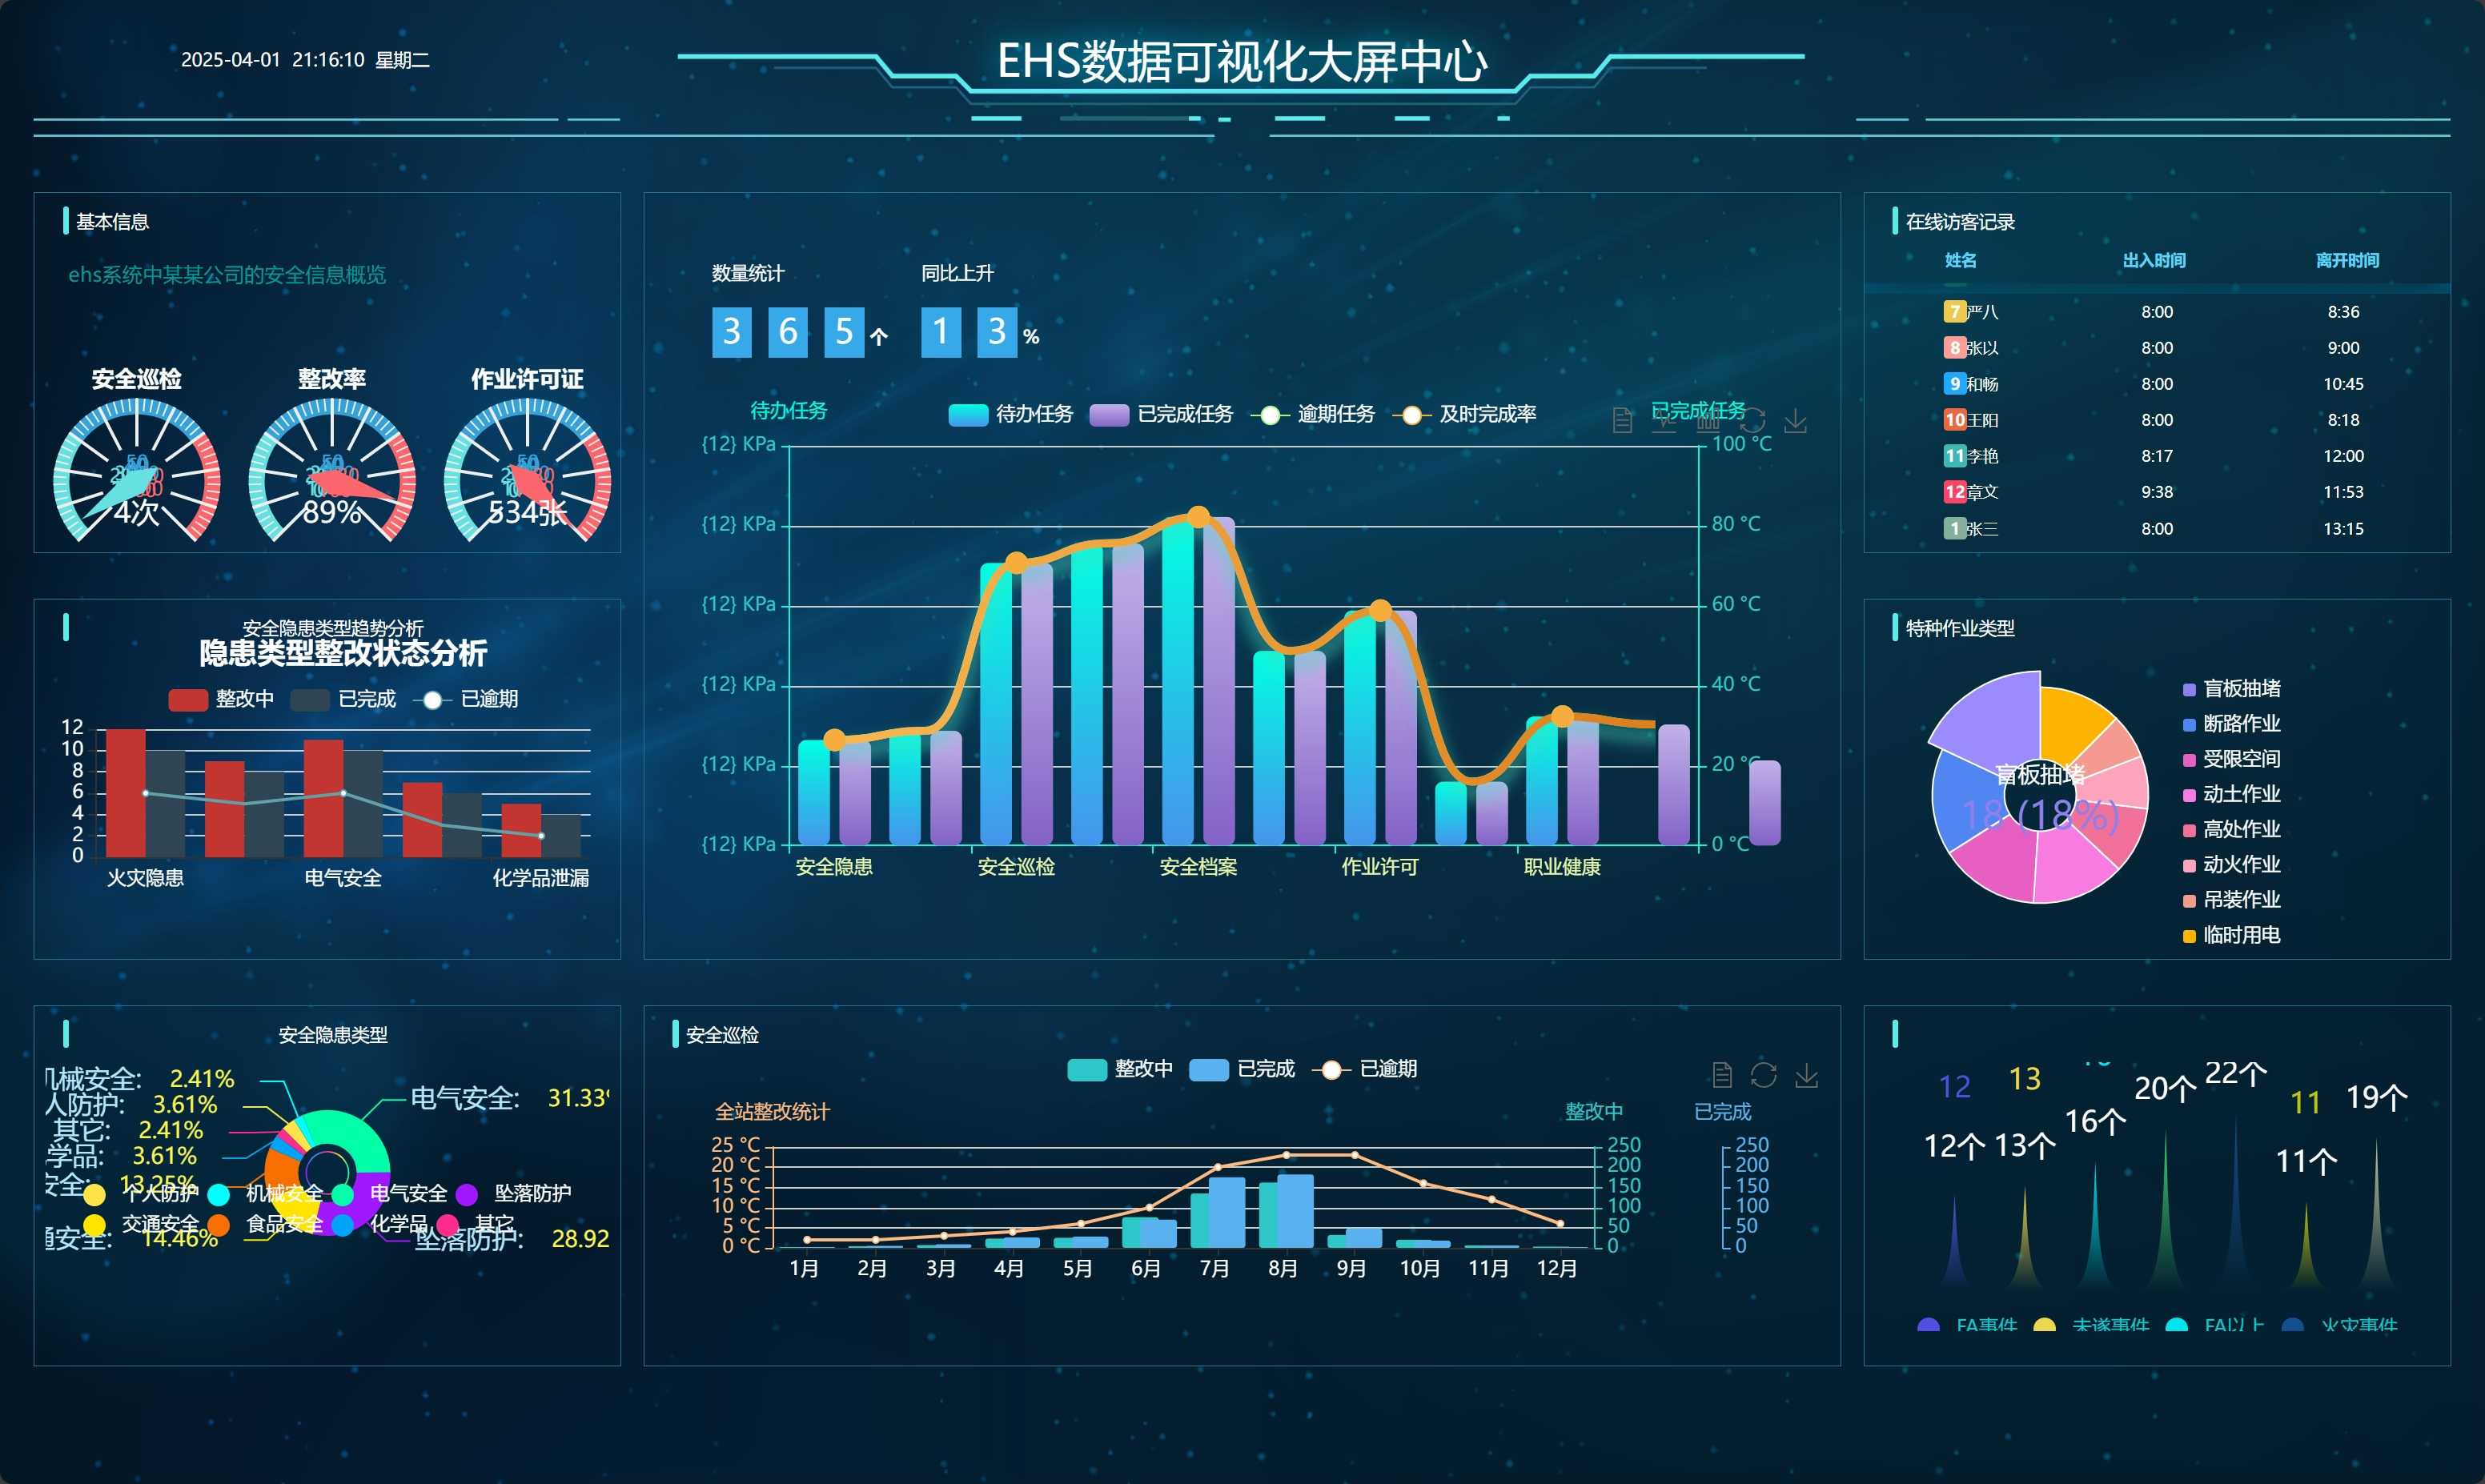 2025-04-01 21:16:10 星期二
EHS数据可视化大屏中心
基本信息
ehs系统中某某公司的安全信息概览
安全巡检
整改率
作业许可证
4次
89%
534张
数量统计
同比上升
3 6 5 个
1 3 %
待办任务
待办任务 已完成任务 逾期任务 及时完成率
已完成任务
{12} KPa
{12} KPa
{12} KPa
{12} KPa
{12} KPa
{12} KPa
100 °C
80 °C
60 °C
40 °C
20 °C
0 °C
安全隐患 安全巡检 安全档案 作业许可 职业健康
在线访客记录
姓名 出入时间 离开时间
7 严八 8:00 8:36
8 张以 8:00 9:00
9 和畅 8:00 10:45
10 王阳 8:00 8:18
11 李艳 8:17 12:00
12 章文 9:38 11:53
1 张三 8:00 13:15
安全隐患类型趋势分析
隐患类型整改状态分析
整改中 已完成 已逾期
12
10
8
6
4
2
0
火灾隐患 电气安全 化学品泄漏
特种作业类型
盲板抽堵
18 (18%)
盲板抽堵
断路作业
受限空间
动土作业
高处作业
动火作业
吊装作业
临时用电
安全隐患类型
机械安全: 2.41%
人防护: 3.61%
其它: 2.41%
学品: 3.61%
安全: 13.25%
通安全: 14.46%
电气安全: 31.33%
坠落防护: 28.92
个人防护 机械安全 电气安全 坠落防护
交通安全 食品安全 化学品 其它
安全巡检
整改中 已完成 已逾期
全站整改统计
整改中
已完成
25 °C
20 °C
15 °C
10 °C
5 °C
0 °C
250
200
150
100
50
0
250
200
150
100
50
0
1月 2月 3月 4月 5月 6月 7月 8月 9月 10月 11月 12月
12 13 11
12个 13个 16个 20个 22个 11个 19个
FA事件 未遂事件 FA以上 火灾事件